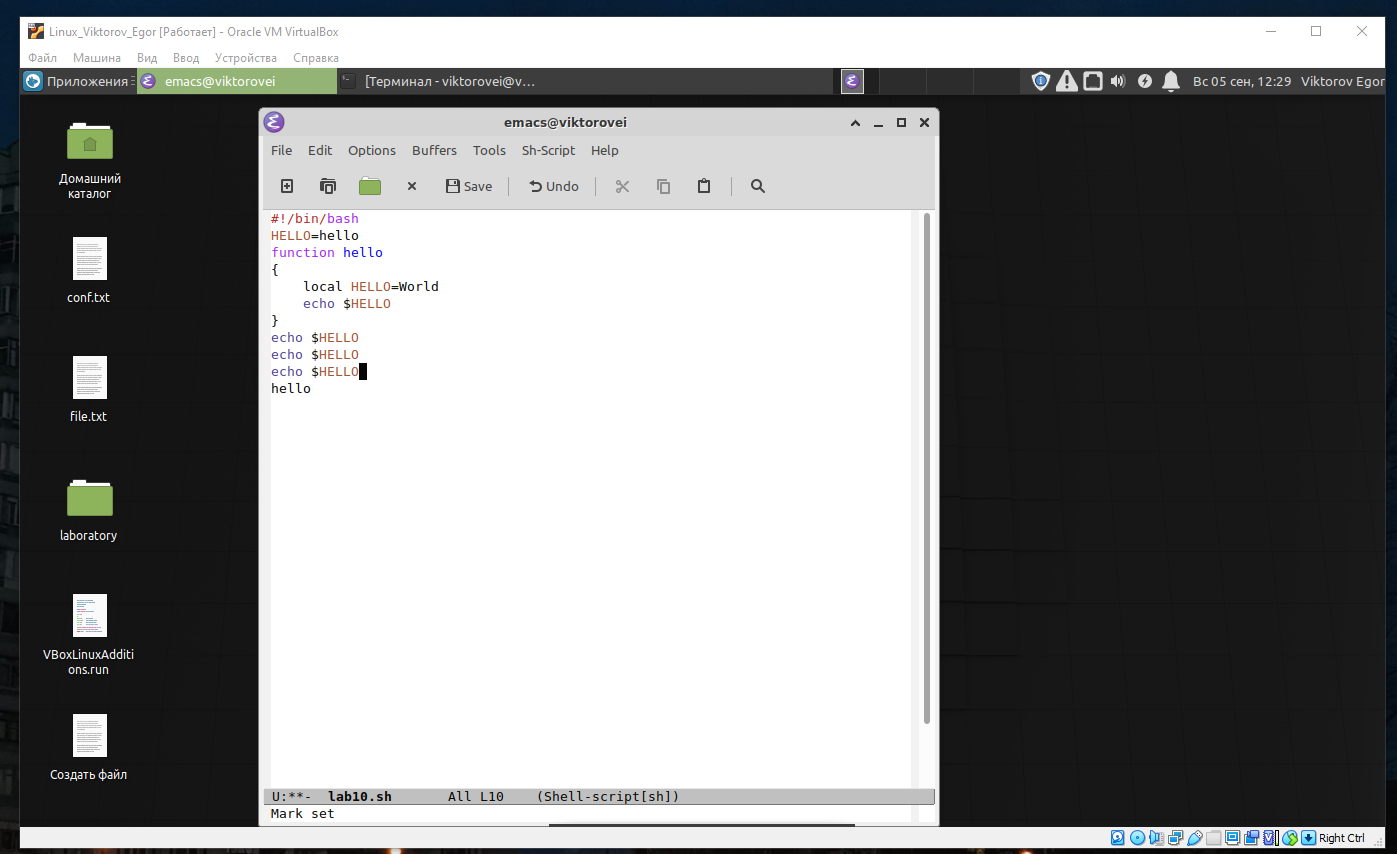 Linux_Viktorov_Egor [Работает] - Oracle VM VirtualBox
Файл Машина Вид Ввод Устройства Справка
Приложения emacs@viktorovei [Терминал - viktorovei@v... Вс 05 сен, 12:29 Viktorov Egor
Домашний
каталог
conf.txt
file.txt
laboratory
VBoxLinuxAdditi
ons.run
Создать файл
emacs@viktorovei
File Edit Options Buffers Tools Sh-Script Help
Save Undo
#!/bin/bash
HELLO=hello
function hello
{
    local HELLO=World
    echo $HELLO
}
echo $HELLO
echo $HELLO
echo $HELLO
hello
U:**- lab10.sh All L10 (Shell-script[sh])
Mark set
Right Ctrl